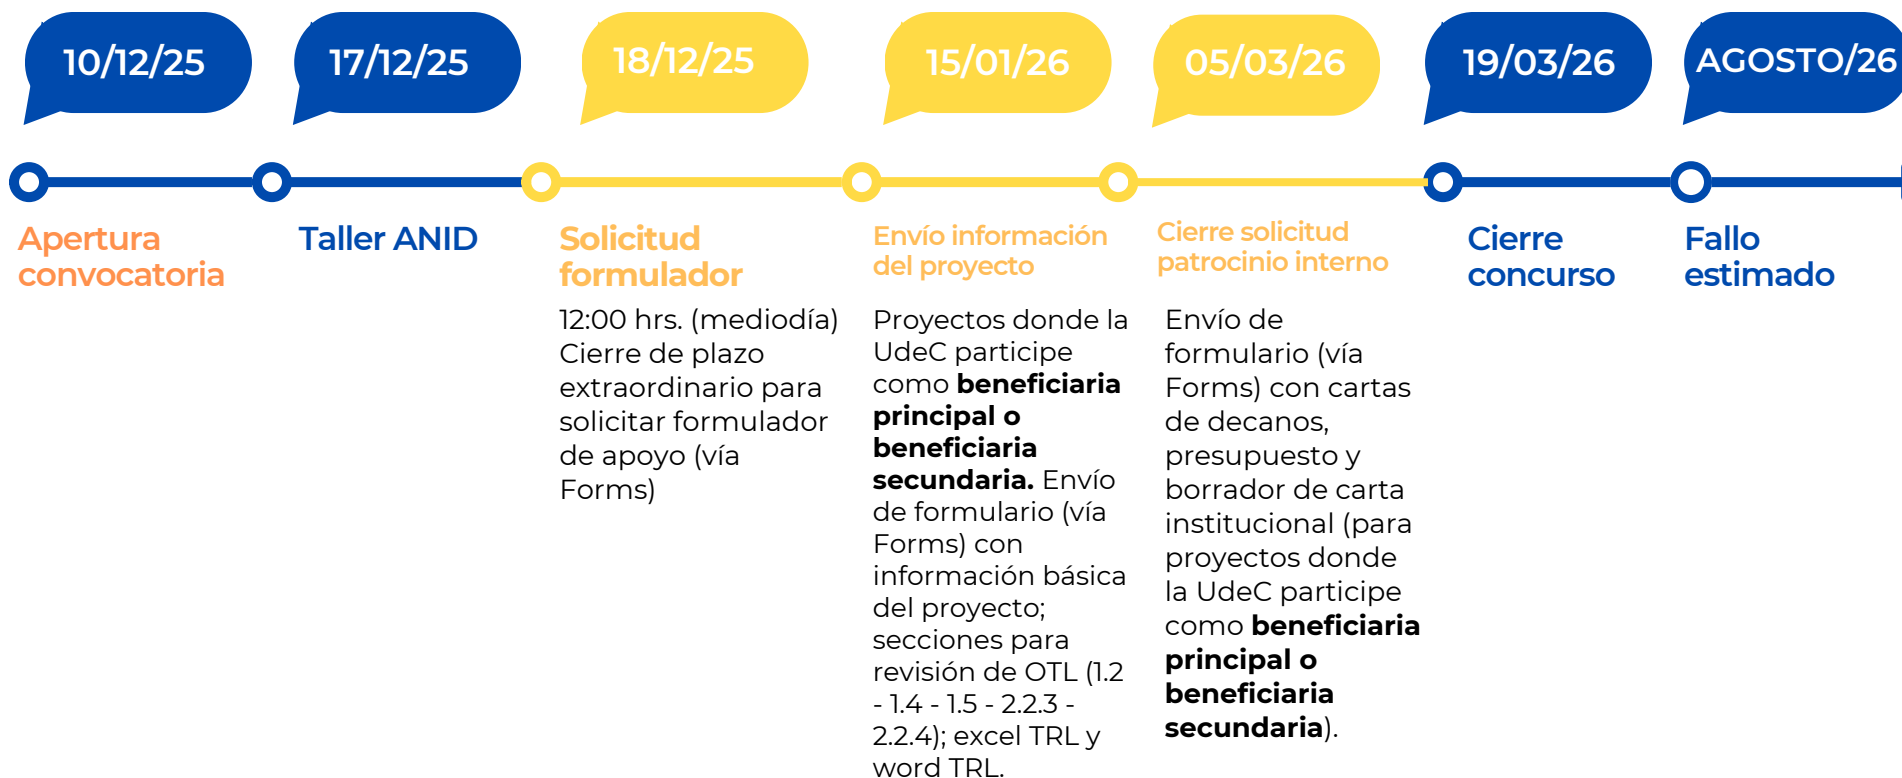 10/12/25
17/12/25
18/12/25
15/01/26
05/03/26
19/03/26
AGOSTO/26
Apertura
convocatoria
Taller ANID
Solicitud
formulador
12:00 hrs. (mediodía)
Cierre de plazo
extraordinario para
solicitar formulador
de apoyo (vía
Forms)
Envío información
del proyecto
Proyectos donde la
UdeC participe
como beneficiaria
principal o
beneficiaria
secundaria. Envío
de formulario (vía
Forms) con
información básica
del proyecto;
secciones para
revisión de OTL (1.2
- 1.4 - 1.5 - 2.2.3 -
2.2.4); excel TRL y
word TRL.
Cierre solicitud
patrocinio interno
Envío de
formulario (vía
Forms) con cartas
de decanos,
presupuesto y
borrador de carta
institucional (para
proyectos donde
la UdeC participe
como beneficiaria
principal o
beneficiaria
secundaria).
Cierre
concurso
Fallo
estimado